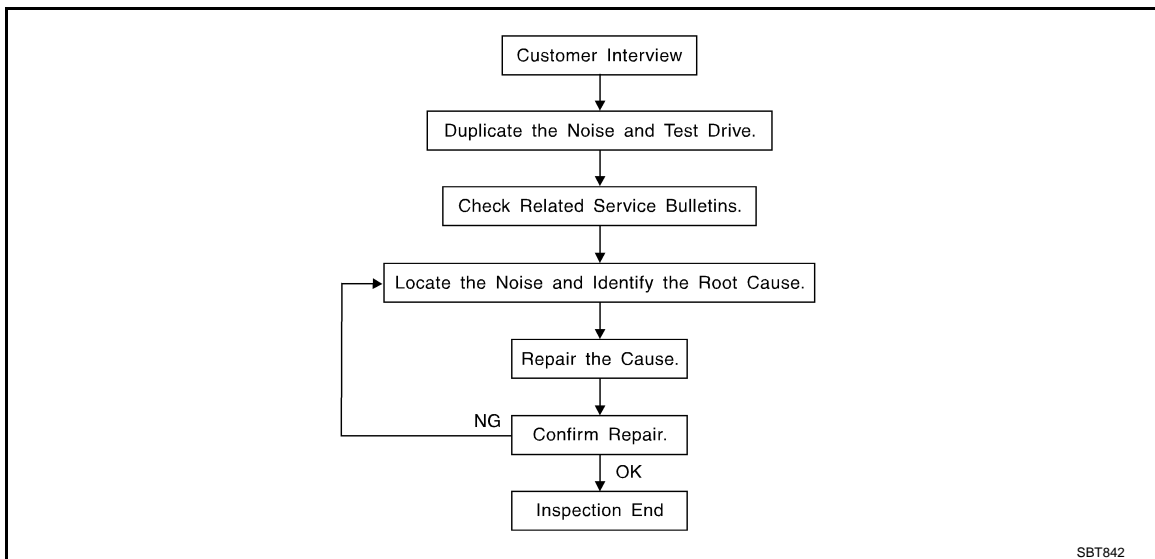 Customer Interview
Duplicate the Noise and Test Drive.
Check Related Service Bulletins.
Locate the Noise and Identify the Root Cause.
Repair the Cause.
NG
Confirm Repair.
OK
Inspection End
SBT842